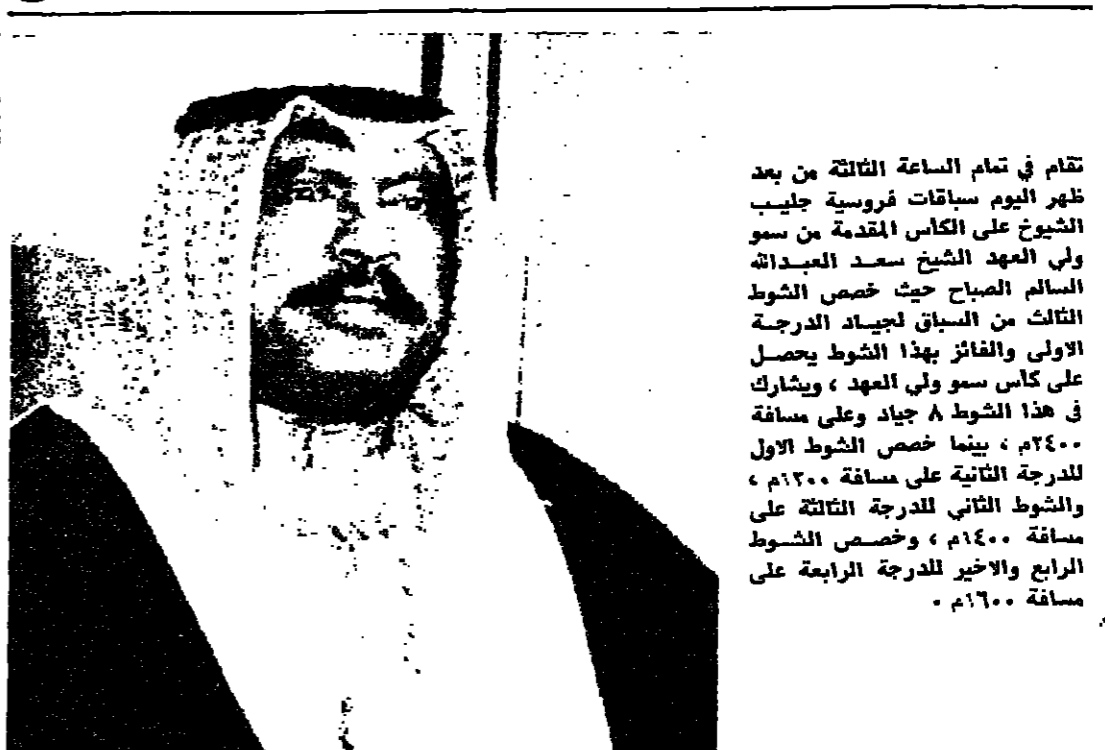 تقام في تمام الساعة الثالثة من بعد
ظهر اليوم سباقات فروسية جليب
الشيوخ على الكأس المقدمة من سمو
ولي العهد الشيخ سعد العبدالله
السالم الصباح حيث خصص الشوط
الثالث من السباق لجياد الدرجة
الاولى والفائز بهذا الشوط يحصل
على كأس سمو ولي العهد ، ويشارك
في هذا الشوط ٨ جياد وعلى مسافة
٢٤٠٠م ، بينما خصص الشوط الاول
للدرجة الثانية على مسافة ١٢٠٠م ،
والشوط الثاني للدرجة الثالثة على
مسافة ١٤٠٠م ، وخصص الشوط
الرابع والاخير للدرجة الرابعة على
مسافة ١٦٠٠م .